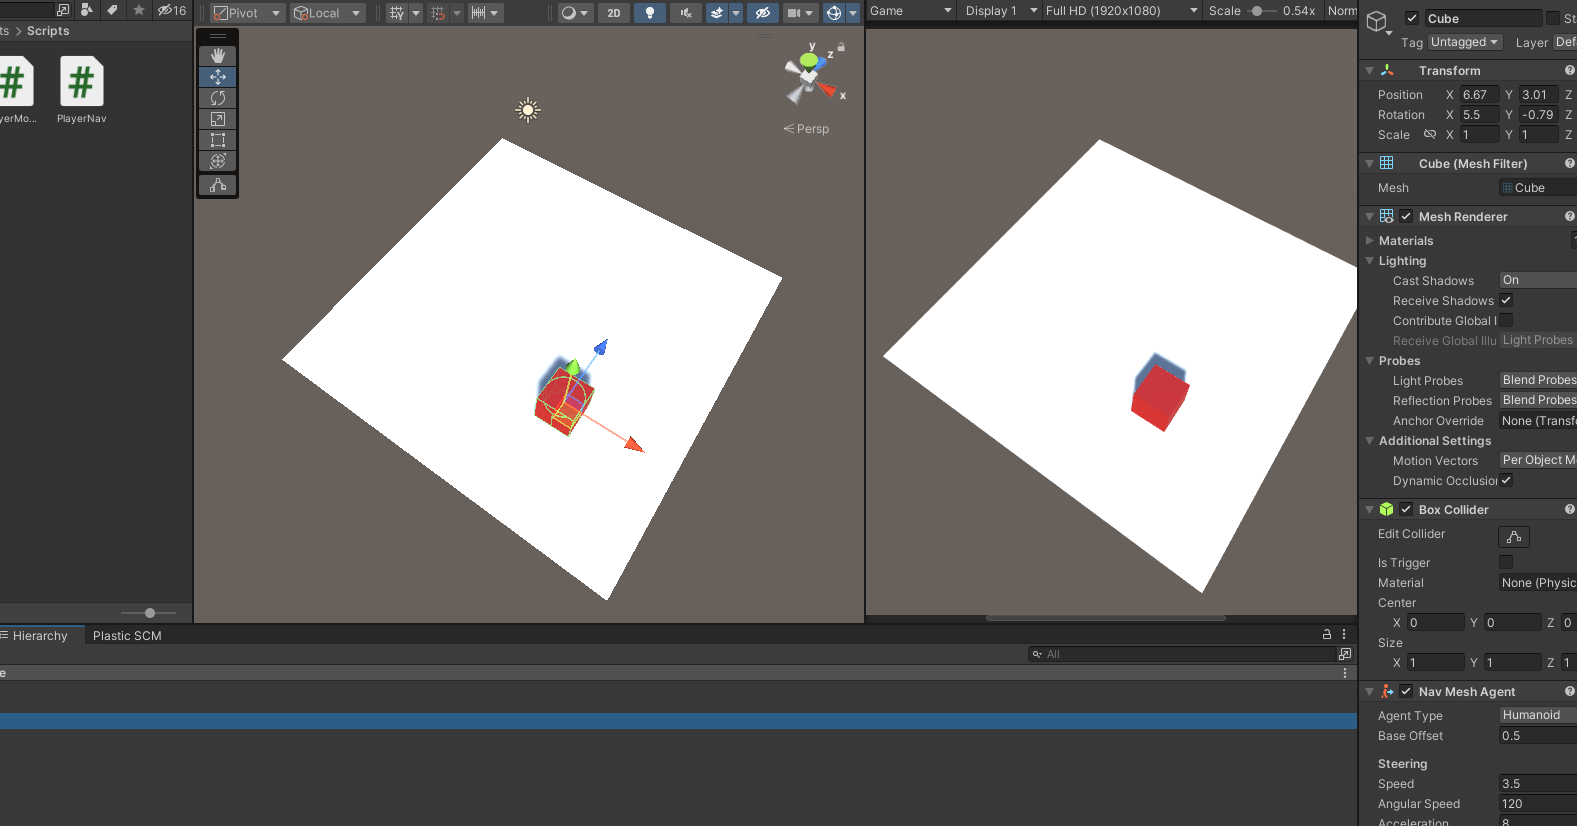 16
Pivot
Local
2D
Game
Display 1
Full HD (1920x1080)
Scale
0.54x
Norm
Cube
St
Tag
Untagged
Layer
Def
ts > Scripts
yerMo...
PlayerNav
y
z
x
< Persp
Transform
Position X 6.67 Y 3.01 Z
Rotation X 5.5 Y -0.79 Z
Scale X 1 Y 1 Z
Cube (Mesh Filter)
Mesh Cube
Mesh Renderer
Materials
Lighting
Cast Shadows On
Receive Shadows
Contribute Global I
Receive Global Illu Light Probes
Probes
Light Probes Blend Probes
Reflection Probes Blend Probes
Anchor Override None (Transfo
Additional Settings
Motion Vectors Per Object Mo
Dynamic Occlusion
Box Collider
Edit Collider
Is Trigger
Material None (Physic
Center
X 0 Y 0 Z 0
Size
X 1 Y 1 Z 1
Hierarchy
Plastic SCM
All
e
Nav Mesh Agent
Agent Type Humanoid
Base Offset 0.5
Steering
Speed 3.5
Angular Speed 120
Acceleration 8